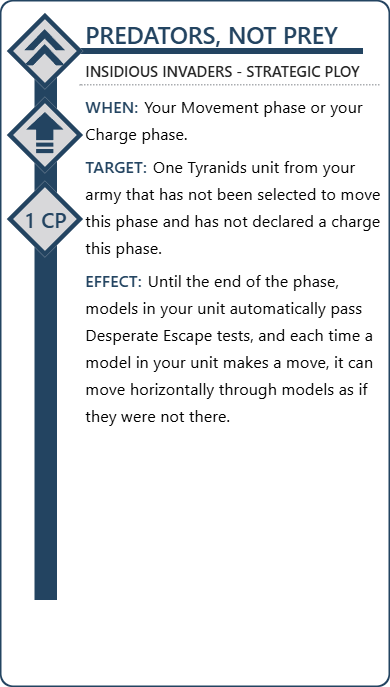 PREDATORS, NOT PREY
INSIDIOUS INVADERS - STRATEGIC PLOY
WHEN: Your Movement phase or your
Charge phase.
TARGET: One Tyranids unit from your
army that has not been selected to move
1 CP
this phase and has not declared a charge
this phase.
EFFECT: Until the end of the phase,
models in your unit automatically pass
Desperate Escape tests, and each time a
model in your unit makes a move, it can
move horizontally through models as if
they were not there.